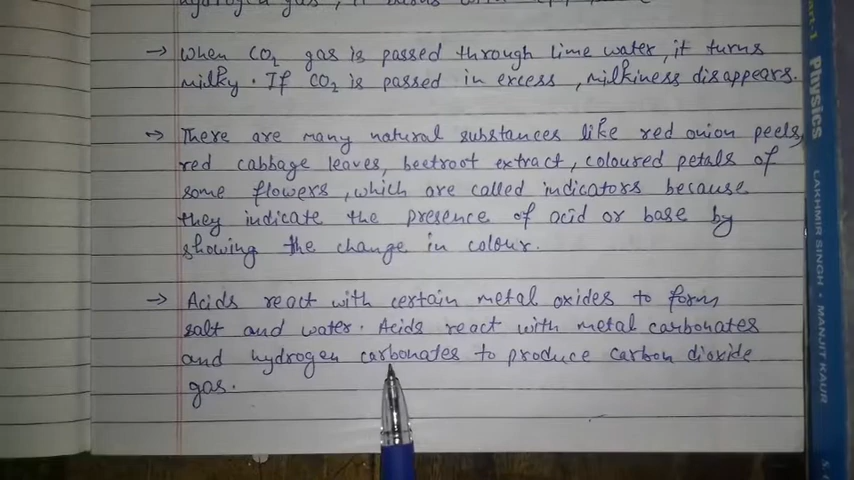 → When CO₂ gas is passed through lime water, it turns
milky. If CO₂ is passed in excess, milkiness disappears.
→ There are many natural substances like red onion peels,
red cabbage leaves, beetroot extract, coloured petals of
some flowers, which are called indicators because
they indicate the presence of acid or base by
showing the change in colour.
→ Acids react with certain metal oxides to form
salt and water. Acids react with metal carbonates
and hydrogen carbonates to produce carbon dioxide
gas.
Physics
LAKHMIR SINGH • MANJIT KAUR